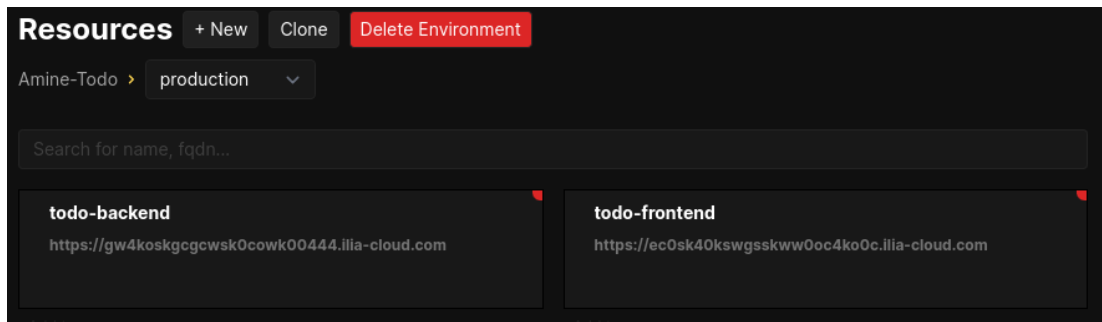 Resources + New Clone Delete Environment
Amine-Todo > production
Search for name, fqdn...
todo-backend
https://gw4koskgcgcwsk0cowk00444.ilia-cloud.com
todo-frontend
https://ec0sk40kswgsskww0oc4ko0c.ilia-cloud.com